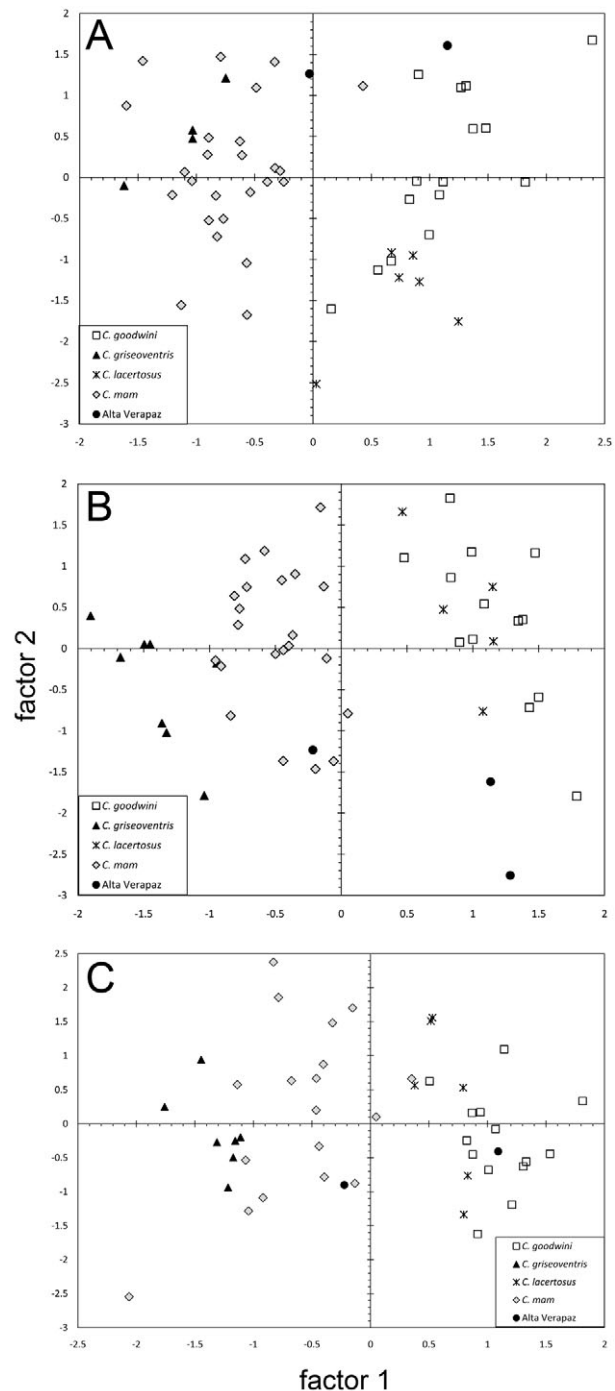 A
2
1.5
1
0.5
0
-0.5
-1
-1.5
-2
-2.5
-3
-2 -1.5 -1 -0.5 0 0.5 1 1.5 2 2.5
C. goodwini
C. griseoventris
C. lacertosus
C. mam
Alta Verapaz
B
2
1.5
1
0.5
0
-0.5
-1
-1.5
-2
-2.5
-3
-2 -1.5 -1 -0.5 0 0.5 1 1.5 2
C. goodwini
C. griseoventris
C. lacertosus
C. mam
Alta Verapaz
factor 2
C
2.5
2
1.5
1
0.5
0
-0.5
-1
-1.5
-2
-2.5
-3
-2.5 -2 -1.5 -1 -0.5 0 0.5 1 1.5 2
C. goodwini
C. griseoventris
C. lacertosus
C. mam
Alta Verapaz
factor 1